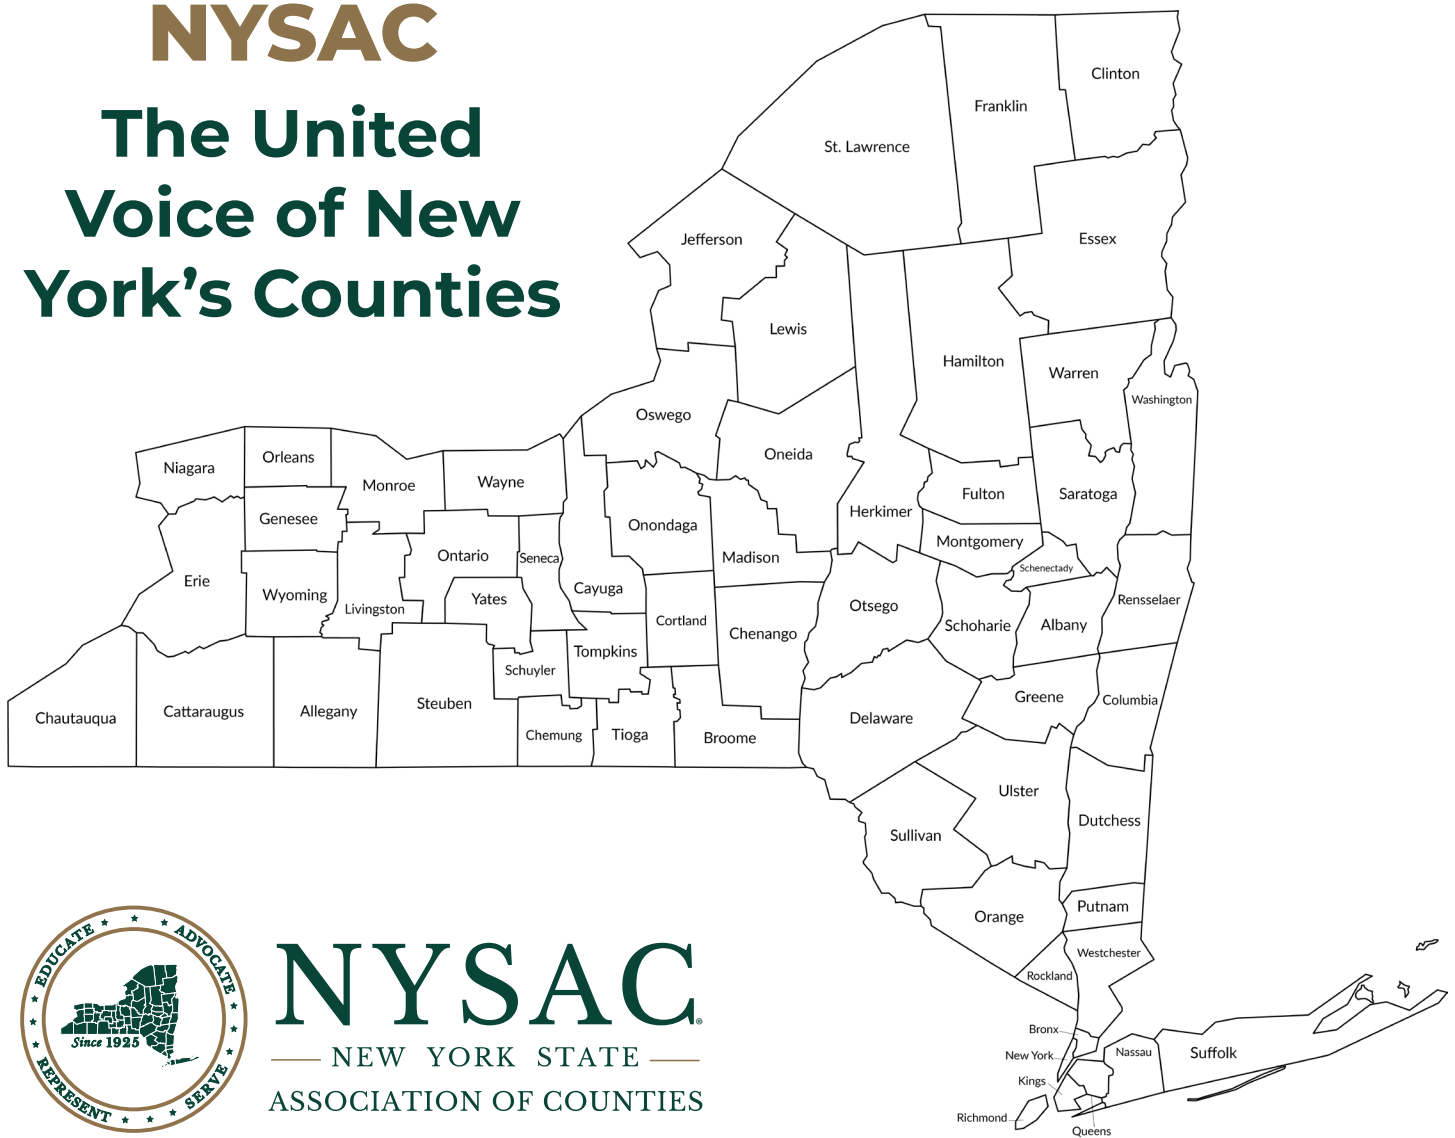 NYSAC
The United
Voice of New
York's Counties
Clinton
Franklin
St. Lawrence
Jefferson
Essex
Lewis
Hamilton
Warren
Washington
Oswego
Oneida
Niagara
Orleans
Monroe
Wayne
Genesee
Onondaga
Herkimer
Fulton
Saratoga
Montgomery
Madison
Ontario
Seneca
Schenectady
Erie
Wyoming
Livingston
Yates
Cayuga
Cortland
Otsego
Rensselaer
Schoharie
Albany
Chenango
Tompkins
Schuyler
Chautauqua
Cattaraugus
Allegany
Steuben
Chemung
Tioga
Broome
Delaware
Greene
Columbia
Ulster
Dutchess
Sullivan
Orange
Putnam
Westchester
Rockland
Bronx
New York
Kings
Richmond
Queens
Nassau
Suffolk
EDUCATE
ADVOCATE
REPRESENT
SERVE
Since 1925
NYSAC®
NEW YORK STATE
ASSOCIATION OF COUNTIES